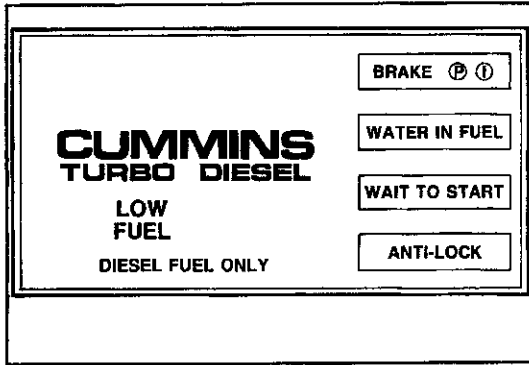 BRAKE Ⓟ Ⓘ
WATER IN FUEL
WAIT TO START
ANTI-LOCK
CUMMINS
TURBO DIESEL
LOW
FUEL
DIESEL FUEL ONLY